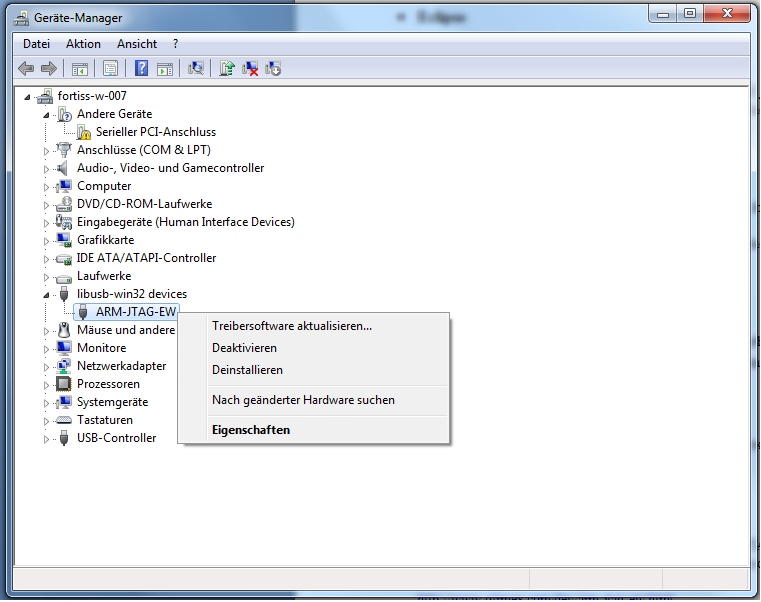 Geräte-Manager
Datei Aktion Ansicht ?
fortiss-w-007
Andere Geräte
Serieller PCI-Anschluss
Anschlüsse (COM & LPT)
Audio-, Video- und Gamecontroller
Computer
DVD/CD-ROM-Laufwerke
Eingabegeräte (Human Interface Devices)
Grafikkarte
IDE ATA/ATAPI-Controller
Laufwerke
libusb-win32 devices
ARM-JTAG-EW
Mäuse und andere
Monitore
Netzwerkadapter
Prozessoren
Systemgeräte
Tastaturen
USB-Controller
Treibersoftware aktualisieren...
Deaktivieren
Deinstallieren
Nach geänderter Hardware suchen
Eigenschaften